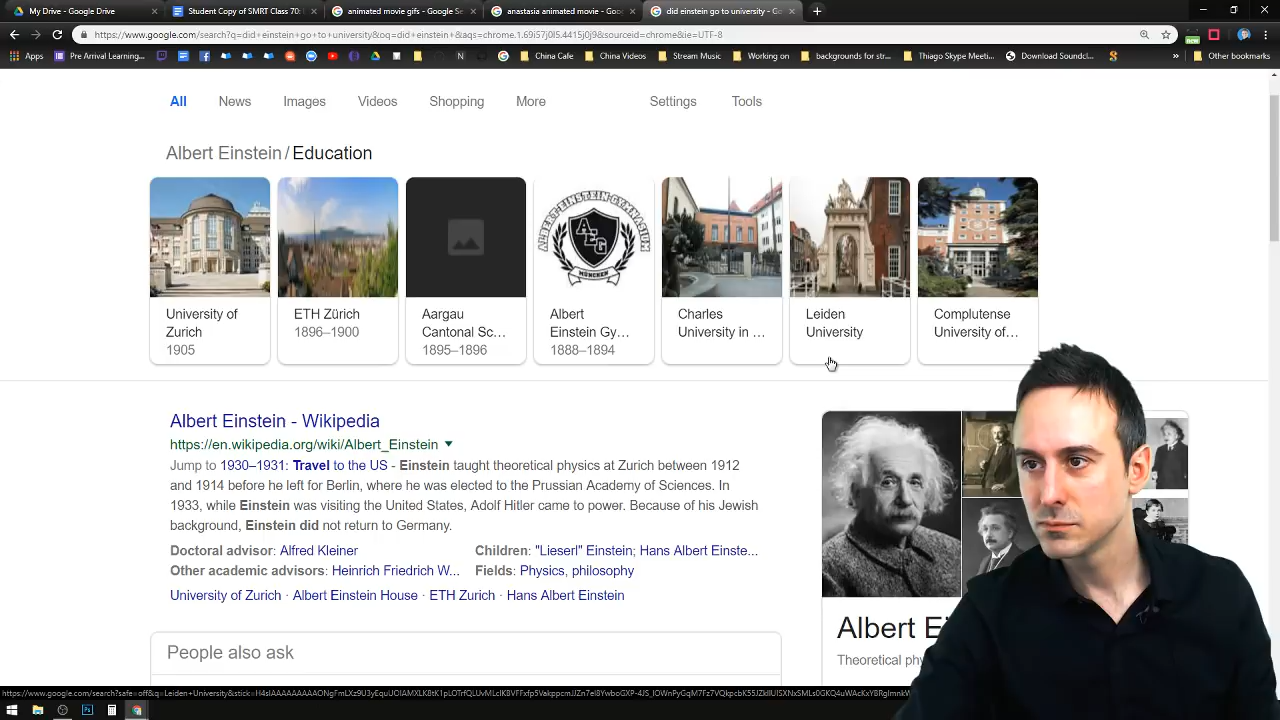 My Drive - Google Drive
Student Copy of SMRT Class 70:
animated movie gifs - Google Se
anastasia animated movie - Goo
did einstein go to university - Go
https://www.google.com/search?q=did+einstein+go+to+university&oq=did+einstein+&aqs=chrome.1.69i57j0l5.4415j0j9&sourceid=chrome&ie=UTF-8
Apps
Pre Arrival Learning
China Cafe
China Videos
Stream Music
Working on
backgrounds for str
Thiago Skype Meeti...
Download Soundcl
»
Other bookmarks
All
News
Images
Videos
Shopping
More
Settings
Tools
Albert Einstein / Education
ALBERT EINSTEIN GYMNASIUM
AEG
MÜNCHEN
University of
Zurich
1905
ETH Zürich
1896–1900
Aargau
Cantonal Sc...
1895–1896
Albert
Einstein Gy...
1888–1894
Charles
University in ...
Leiden
University
Complutense
University of...
Albert Einstein - Wikipedia
https://en.wikipedia.org/wiki/Albert_Einstein
Jump to 1930–1931: Travel to the US - Einstein taught theoretical physics at Zurich between 1912
and 1914 before he left for Berlin, where he was elected to the Prussian Academy of Sciences. In
1933, while Einstein was visiting the United States, Adolf Hitler came to power. Because of his Jewish
background, Einstein did not return to Germany.
Doctoral advisor: Alfred Kleiner
Children: "Lieserl" Einstein; Hans Albert Einste...
Other academic advisors: Heinrich Friedrich W...
Fields: Physics, philosophy
University of Zurich · Albert Einstein House · ETH Zurich · Hans Albert Einstein
People also ask
Albert E
Theoretical phy